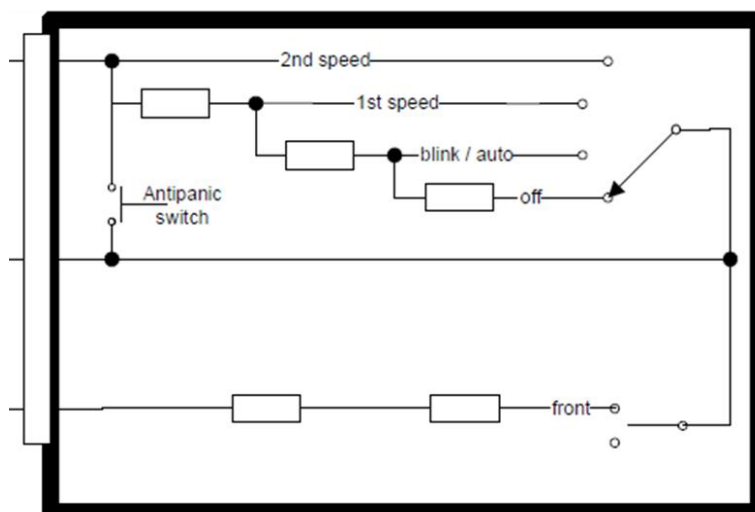 2nd speed
1st speed
blink / auto
off
Antipanic
switch
front